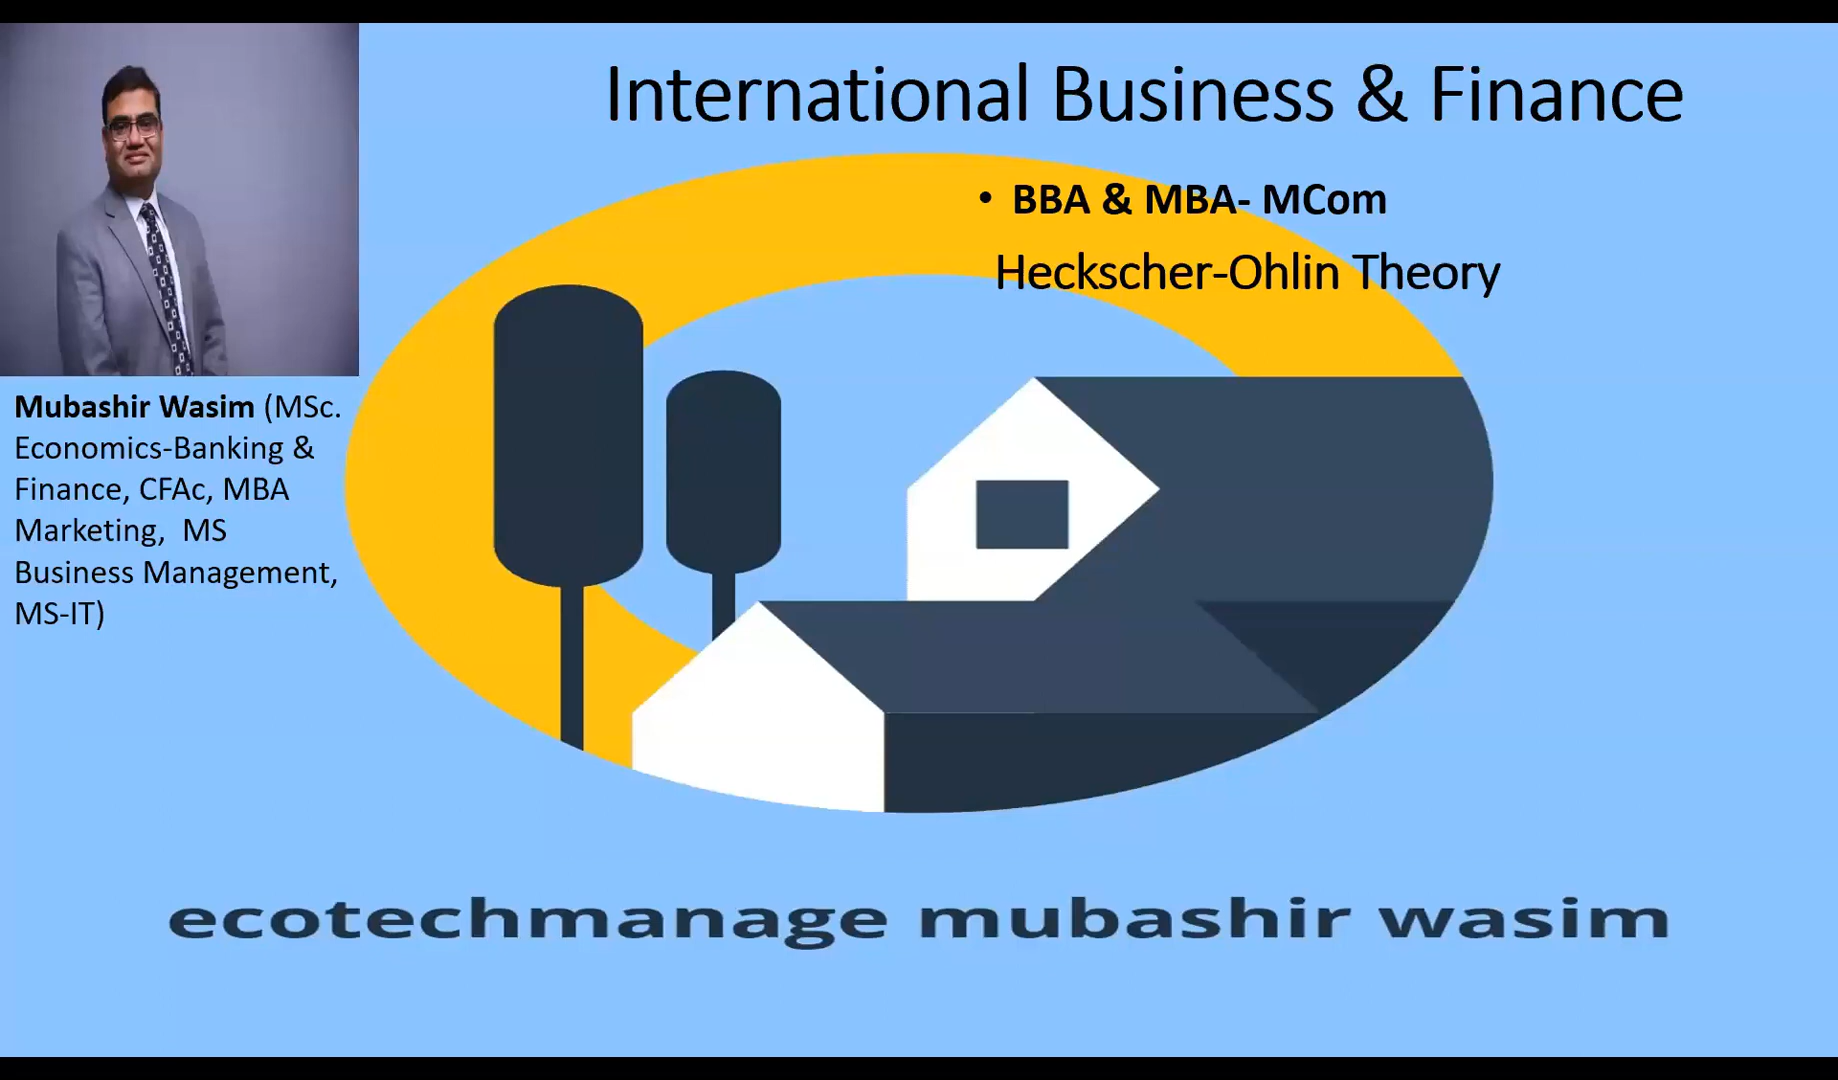 International Business & Finance
• BBA & MBA- MCom
Heckscher-Ohlin Theory
Mubashir Wasim (MSc.
Economics-Banking &
Finance, CFAc, MBA
Marketing,  MS
Business Management,
MS-IT)
ecotechmanage mubashir wasim